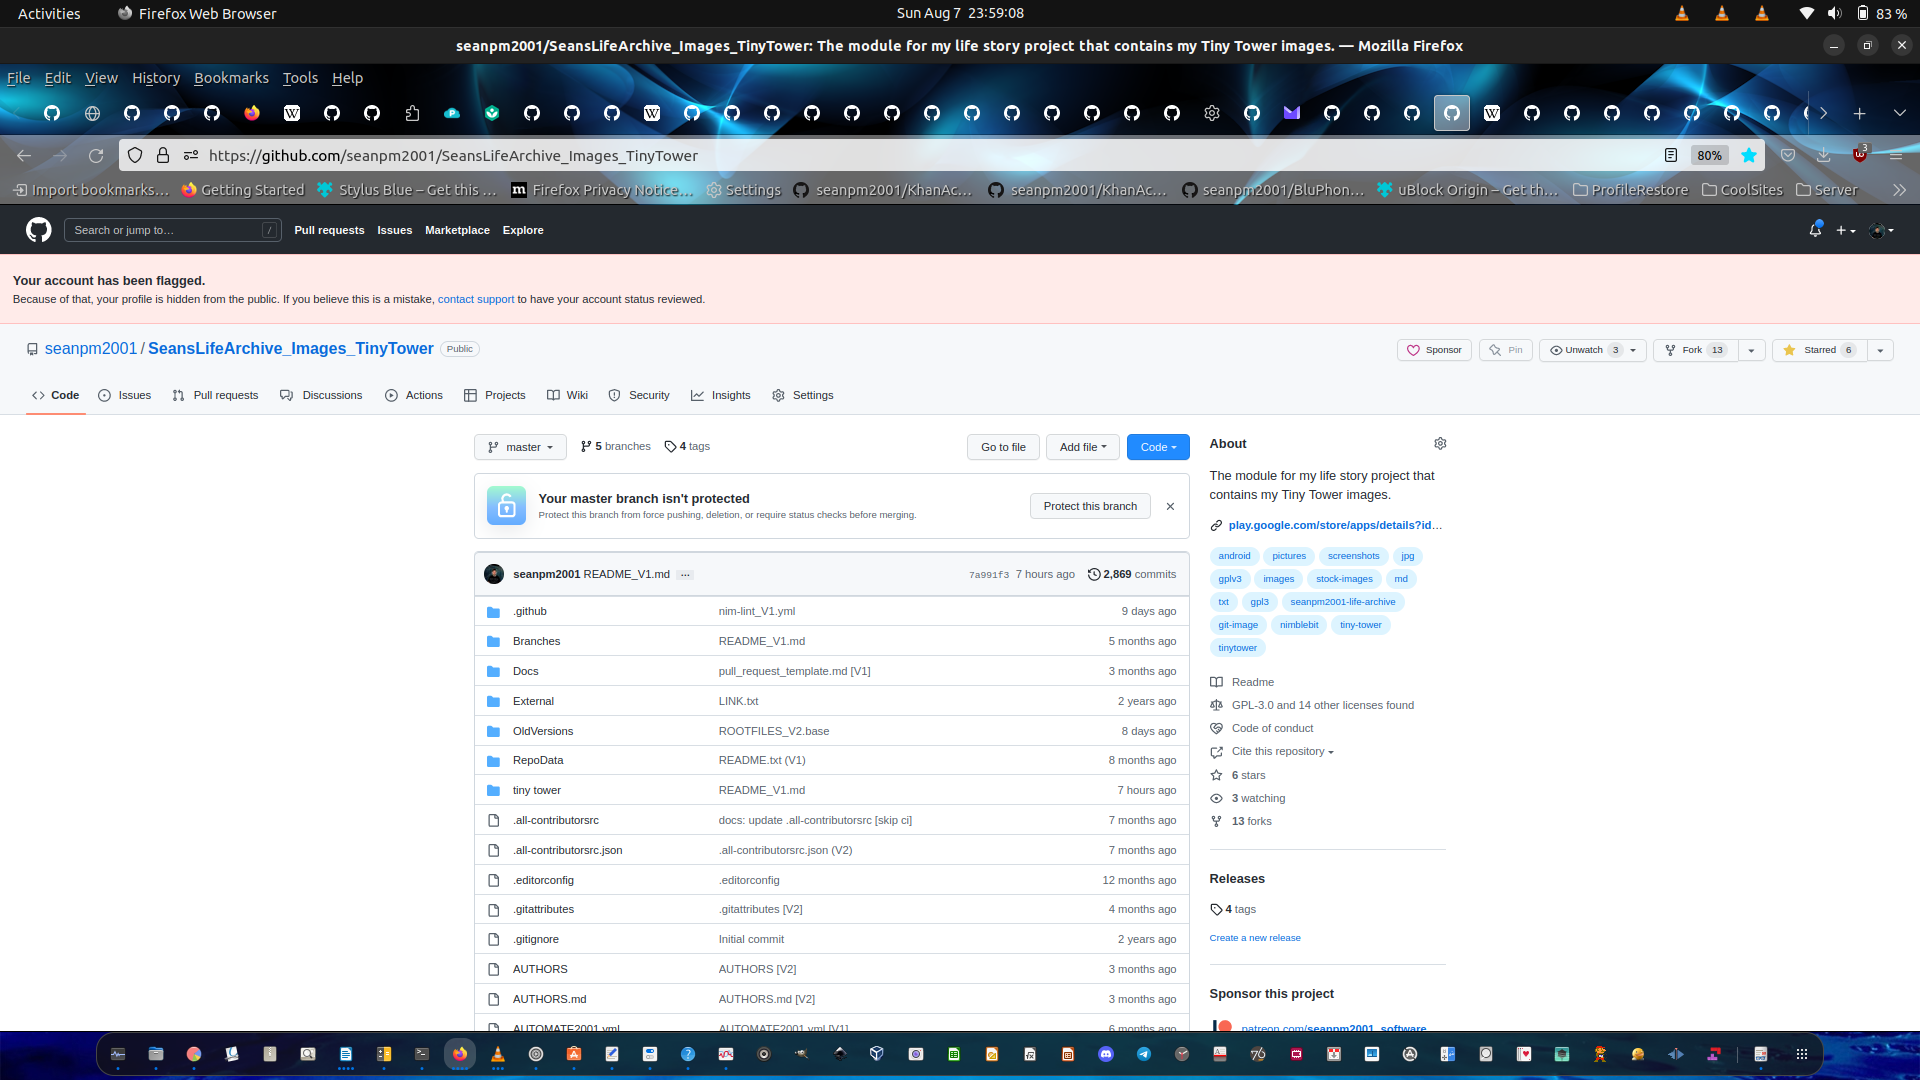 Activities Firefox Web Browser Sun Aug 7 23:59:08 83 %
seanpm2001/SeansLifeArchive_Images_TinyTower: The module for my life story project that contains my Tiny Tower images. — Mozilla Firefox
File Edit View History Bookmarks Tools Help
https://github.com/seanpm2001/SeansLifeArchive_Images_TinyTower 80% 3
Import bookmarks… Getting Started Stylus Blue – Get this … Firefox Privacy Notice… Settings seanpm2001/KhanAc… seanpm2001/KhanAc… seanpm2001/BluPhon… uBlock Origin – Get th… ProfileRestore CoolSites Server
Search or jump to… / Pull requests Issues Marketplace Explore
Your account has been flagged.
Because of that, your profile is hidden from the public. If you believe this is a mistake, contact support to have your account status reviewed.
seanpm2001 / SeansLifeArchive_Images_TinyTower Public Sponsor Pin Unwatch 3 Fork 13 Starred 6
Code Issues Pull requests Discussions Actions Projects Wiki Security Insights Settings
master 5 branches 4 tags Go to file Add file Code
Your master branch isn't protected
Protect this branch from force pushing, deletion, or require status checks before merging.
Protect this branch
seanpm2001 README_V1.md ... 7a991f3 7 hours ago 2,869 commits
.github nim-lint_V1.yml 9 days ago
Branches README_V1.md 5 months ago
Docs pull_request_template.md [V1] 3 months ago
External LINK.txt 2 years ago
OldVersions ROOTFILES_V2.base 8 days ago
RepoData README.txt (V1) 8 months ago
tiny tower README_V1.md 7 hours ago
.all-contributorsrc docs: update .all-contributorsrc [skip ci] 7 months ago
.all-contributorsrc.json .all-contributorsrc.json (V2) 7 months ago
.editorconfig .editorconfig 12 months ago
.gitattributes .gitattributes [V2] 4 months ago
.gitignore Initial commit 2 years ago
AUTHORS AUTHORS [V2] 3 months ago
AUTHORS.md AUTHORS.md [V2] 3 months ago
AUTOMATE2001.yml AUTOMATE2001.yml [V1] 6 months ago
About
The module for my life story project that
contains my Tiny Tower images.
play.google.com/store/apps/details?id…
android pictures screenshots jpg
gplv3 images stock-images md
txt gpl3 seanpm2001-life-archive
git-image nimblebit tiny-tower
tinytower
Readme
GPL-3.0 and 14 other licenses found
Code of conduct
Cite this repository
6 stars
3 watching
13 forks
Releases
4 tags
Create a new release
Sponsor this project
patreon.com/seanpm2001_software